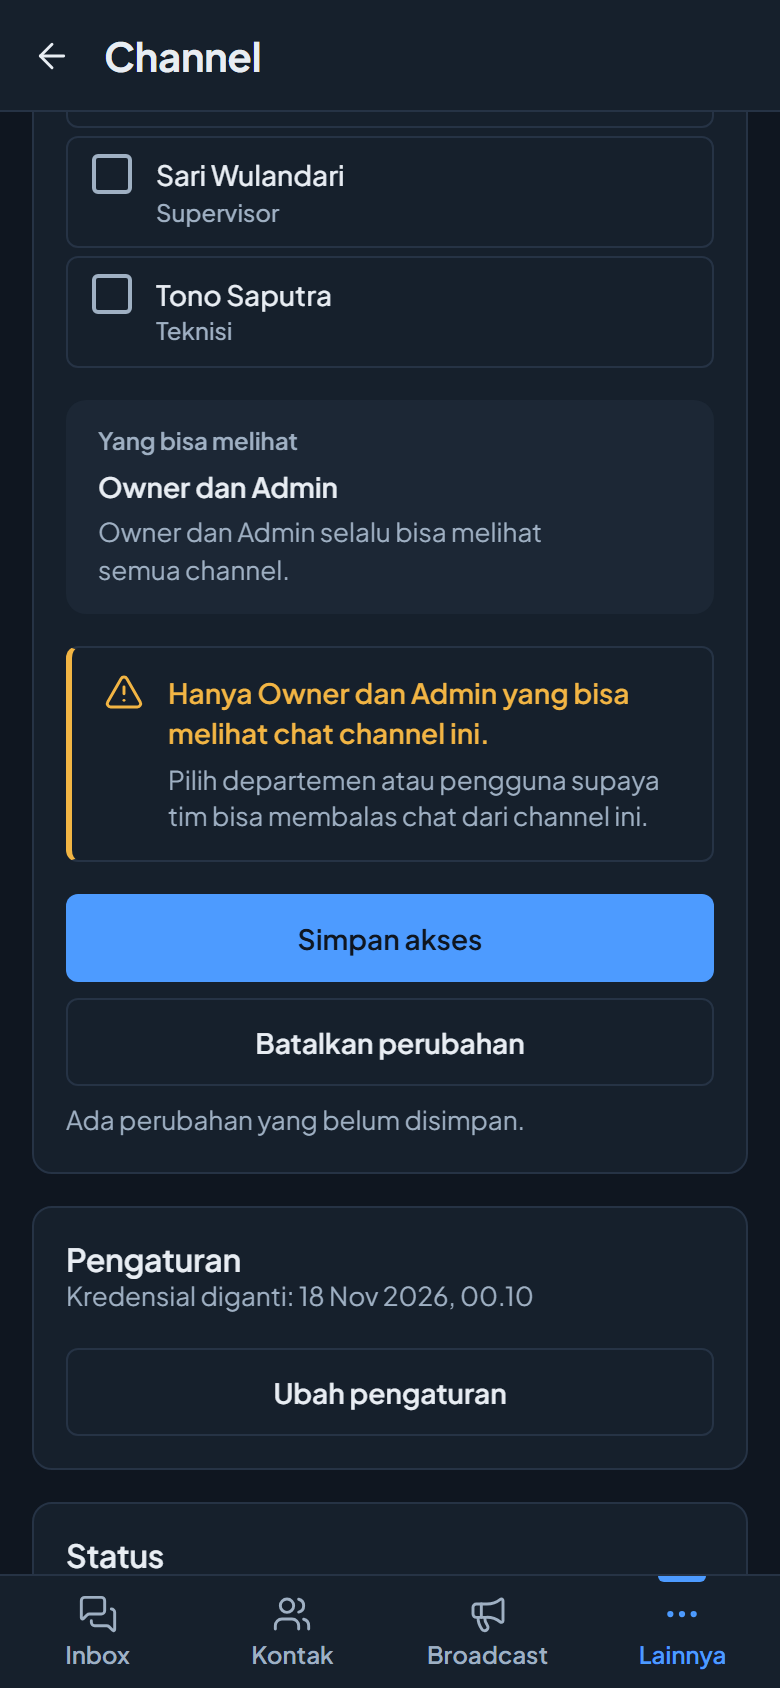 Channel
Sari Wulandari
Supervisor
Tono Saputra
Teknisi
Yang bisa melihat
Owner dan Admin
Owner dan Admin selalu bisa melihat
semua channel.
Hanya Owner dan Admin yang bisa
melihat chat channel ini.
Pilih departemen atau pengguna supaya
tim bisa membalas chat dari channel ini.
Simpan akses
Batalkan perubahan
Ada perubahan yang belum disimpan.
Pengaturan
Kredensial diganti: 18 Nov 2026, 00.10
Ubah pengaturan
Status
Inbox
Kontak
Broadcast
Lainnya